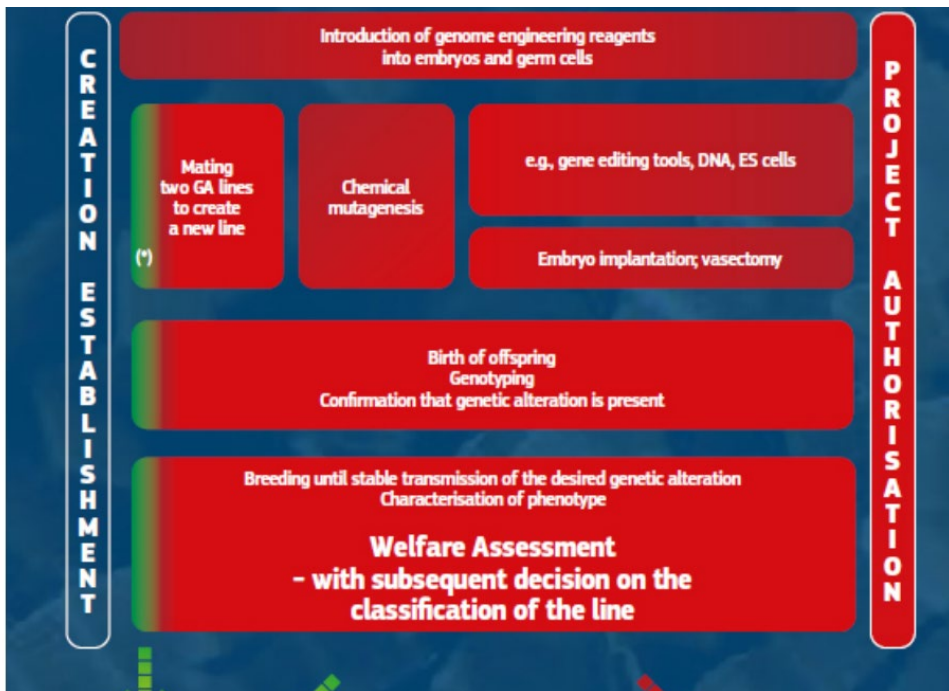 CREATION ESTABLISHMENT
Introduction of genome engineering reagents
into embryos and germ cells
Mating
two GA lines
to create
a new line
(*)
Chemical
mutagenesis
e.g., gene editing tools, DNA, ES cells
Embryo implantation; vasectomy
Birth of offspring
Genotyping
Confirmation that genetic alteration is present
Breeding until stable transmission of the desired genetic alteration
Characterisation of phenotype
Welfare Assessment
– with subsequent decision on the
classification of the line
PROJECT AUTHORISATION